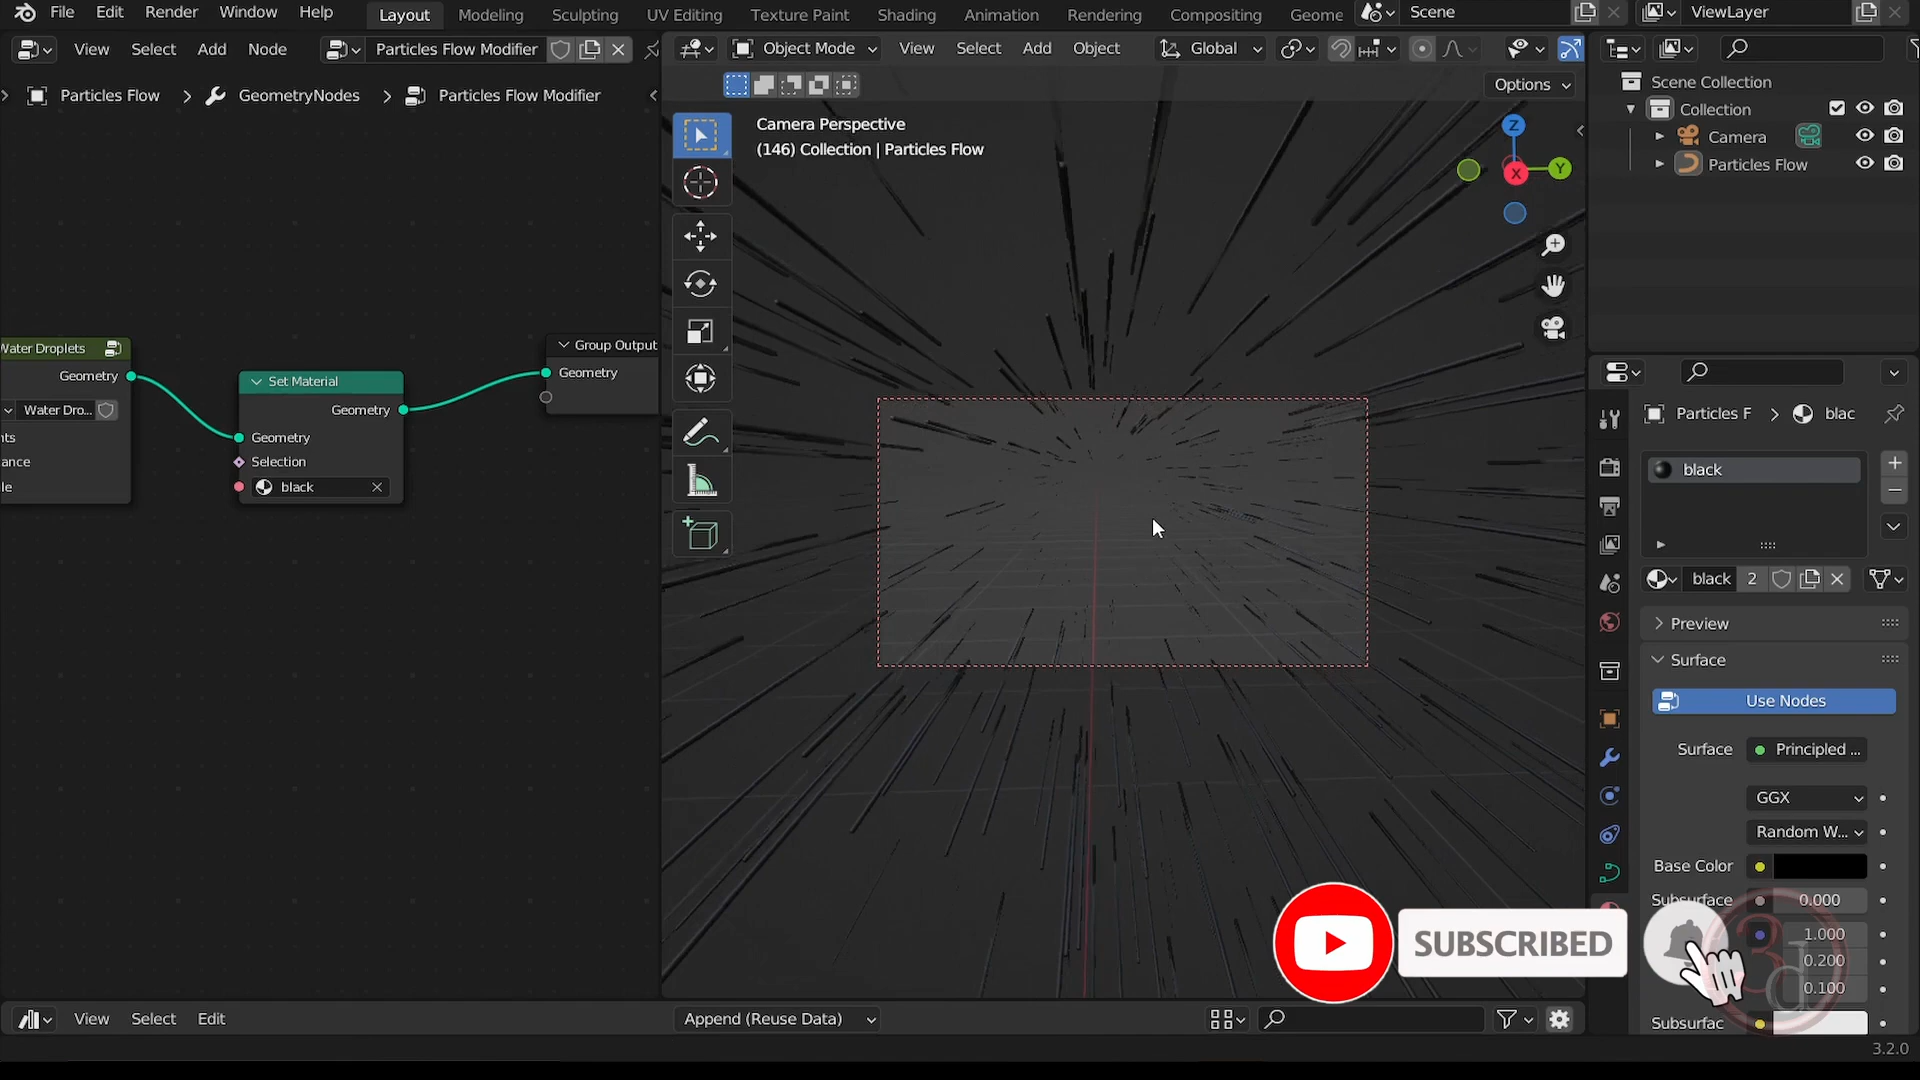 File Edit Render Window Help Layout Modeling Sculpting UV Editing Texture Paint Shading Animation Rendering Compositing Geome Scene ViewLayer
View Select Add Node Particles Flow Modifier Object Mode View Select Add Object Global
Options
Particles Flow > GeometryNodes > Particles Flow Modifier
Camera Perspective
(146) Collection | Particles Flow
Z
Y
X
Scene Collection
Collection
Camera
Particles Flow
Water Droplets
Geometry
Water Dro...
nts
ance
le
Set Material
Geometry
Geometry
Selection
black
Group Output
Geometry
Particles F > blac
black
black 2
Preview
Surface
Use Nodes
Surface Principled ...
GGX
Random W...
Base Color
Subsurface 0.000
1.000
0.200
0.100
Subsurfac
SUBSCRIBED
3d
View Select Edit
Append (Reuse Data)
3.2.0